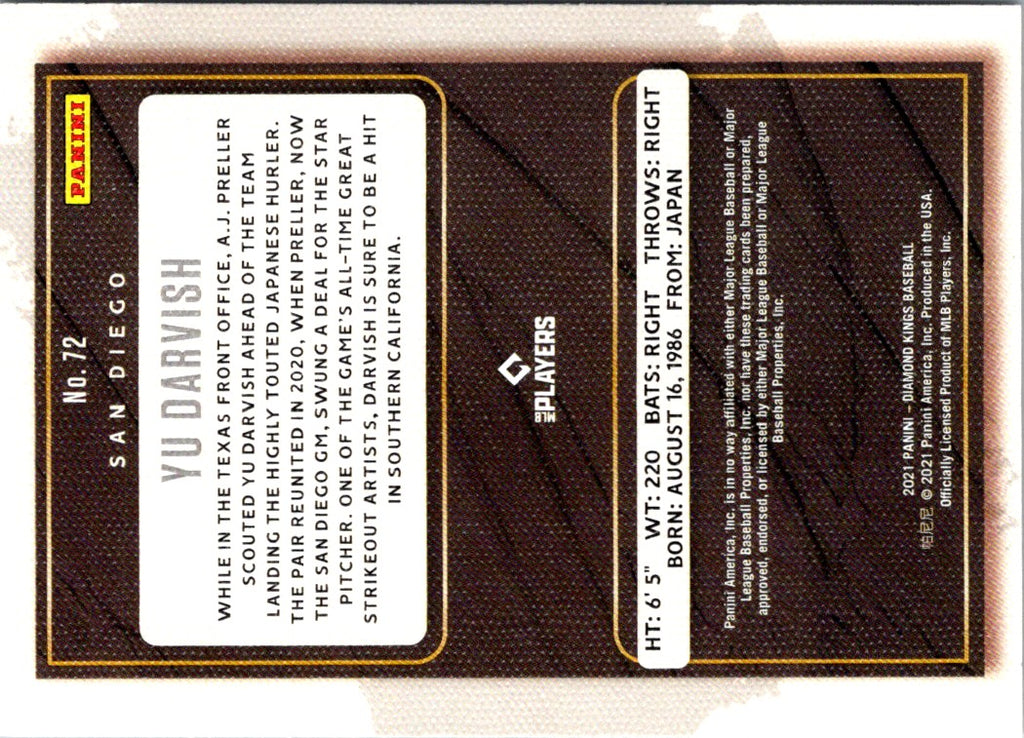 PANINI
No. 72
SAN DIEGO
YU DARVISH
WHILE IN THE TEXAS FRONT OFFICE, A.J. PRELLER
SCOUTED YU DARVISH AHEAD OF THE TEAM
LANDING THE HIGHLY TOUTED JAPANESE HURLER.
THE PAIR REUNITED IN 2020, WHEN PRELLER, NOW
THE SAN DIEGO GM, SWUNG A DEAL FOR THE STAR
PITCHER. ONE OF THE GAME'S ALL-TIME GREAT
STRIKEOUT ARTISTS, DARVISH IS SURE TO BE A HIT
IN SOUTHERN CALIFORNIA.
MLB PLAYERS
HT: 6' 5" WT: 220 BATS: RIGHT THROWS: RIGHT
BORN: AUGUST 16, 1986 FROM: JAPAN
Panini America, Inc. is in no way affiliated with either Major League Baseball or Major
League Baseball Properties, Inc. nor have these trading cards been prepared,
approved, endorsed, or licensed by either Major League Baseball or Major League
Baseball Properties, Inc.
2021 PANINI – DIAMOND KINGS BASEBALL
帕尼尼 © 2021 Panini America, Inc. Produced in the USA.
Officially Licensed Product of MLB Players, Inc.